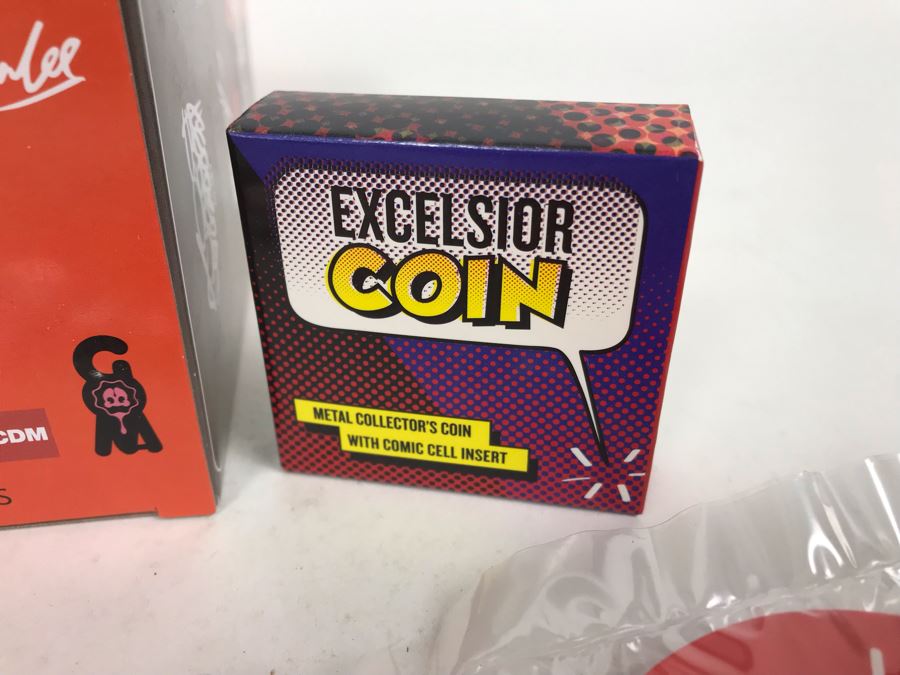 EXCELSIOR
COIN
METAL COLLECTOR'S COIN
WITH COMIC CELL INSERT
CDM